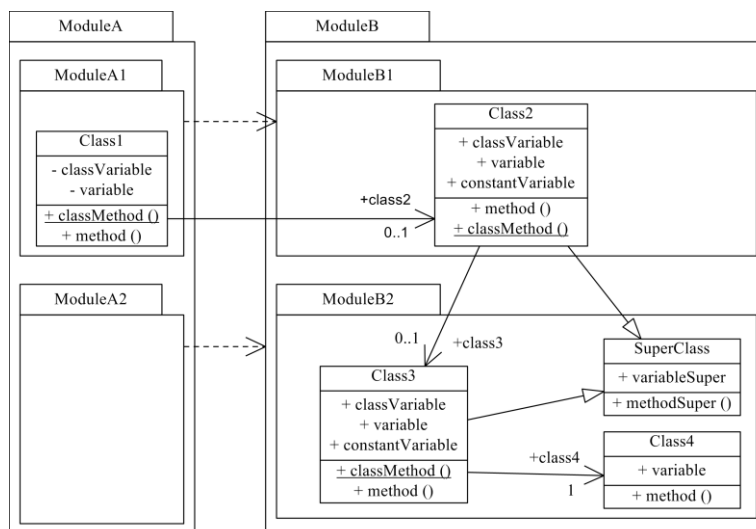 ModuleA
ModuleB
ModuleA1
ModuleB1
Class1
- classVariable
- variable
+ classMethod ()
+ method ()
+class2
0..1
Class2
+ classVariable
+ variable
+ constantVariable
+ method ()
+ classMethod ()
ModuleA2
ModuleB2
0..1
+class3
Class3
+ classVariable
+ variable
+ constantVariable
+ classMethod ()
+ method ()
SuperClass
+ variableSuper
+ methodSuper ()
+class4
1
Class4
+ variable
+ method ()